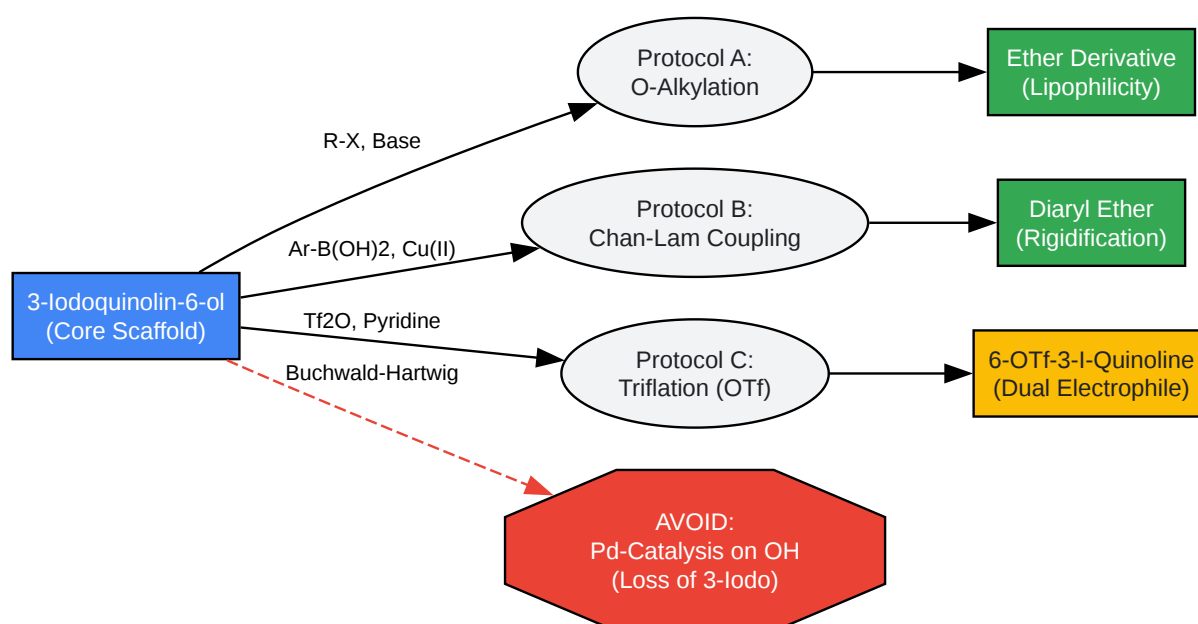 Protocol A:
O-Alkylation
Ether Derivative
(Lipophilicity)
R-X, Base
Protocol B:
Chan-Lam Coupling
Diaryl Ether
(Rigidification)
Ar-B(OH)2, Cu(II)
3-Iodoquinolin-6-ol
(Core Scaffold)
Tf2O, Pyridine
Protocol C:
Triflation (OTf)
6-OTf-3-I-Quinoline
(Dual Electrophile)
Buchwald-Hartwig
AVOID:
Pd-Catalysis on OH
(Loss of 3-Iodo)